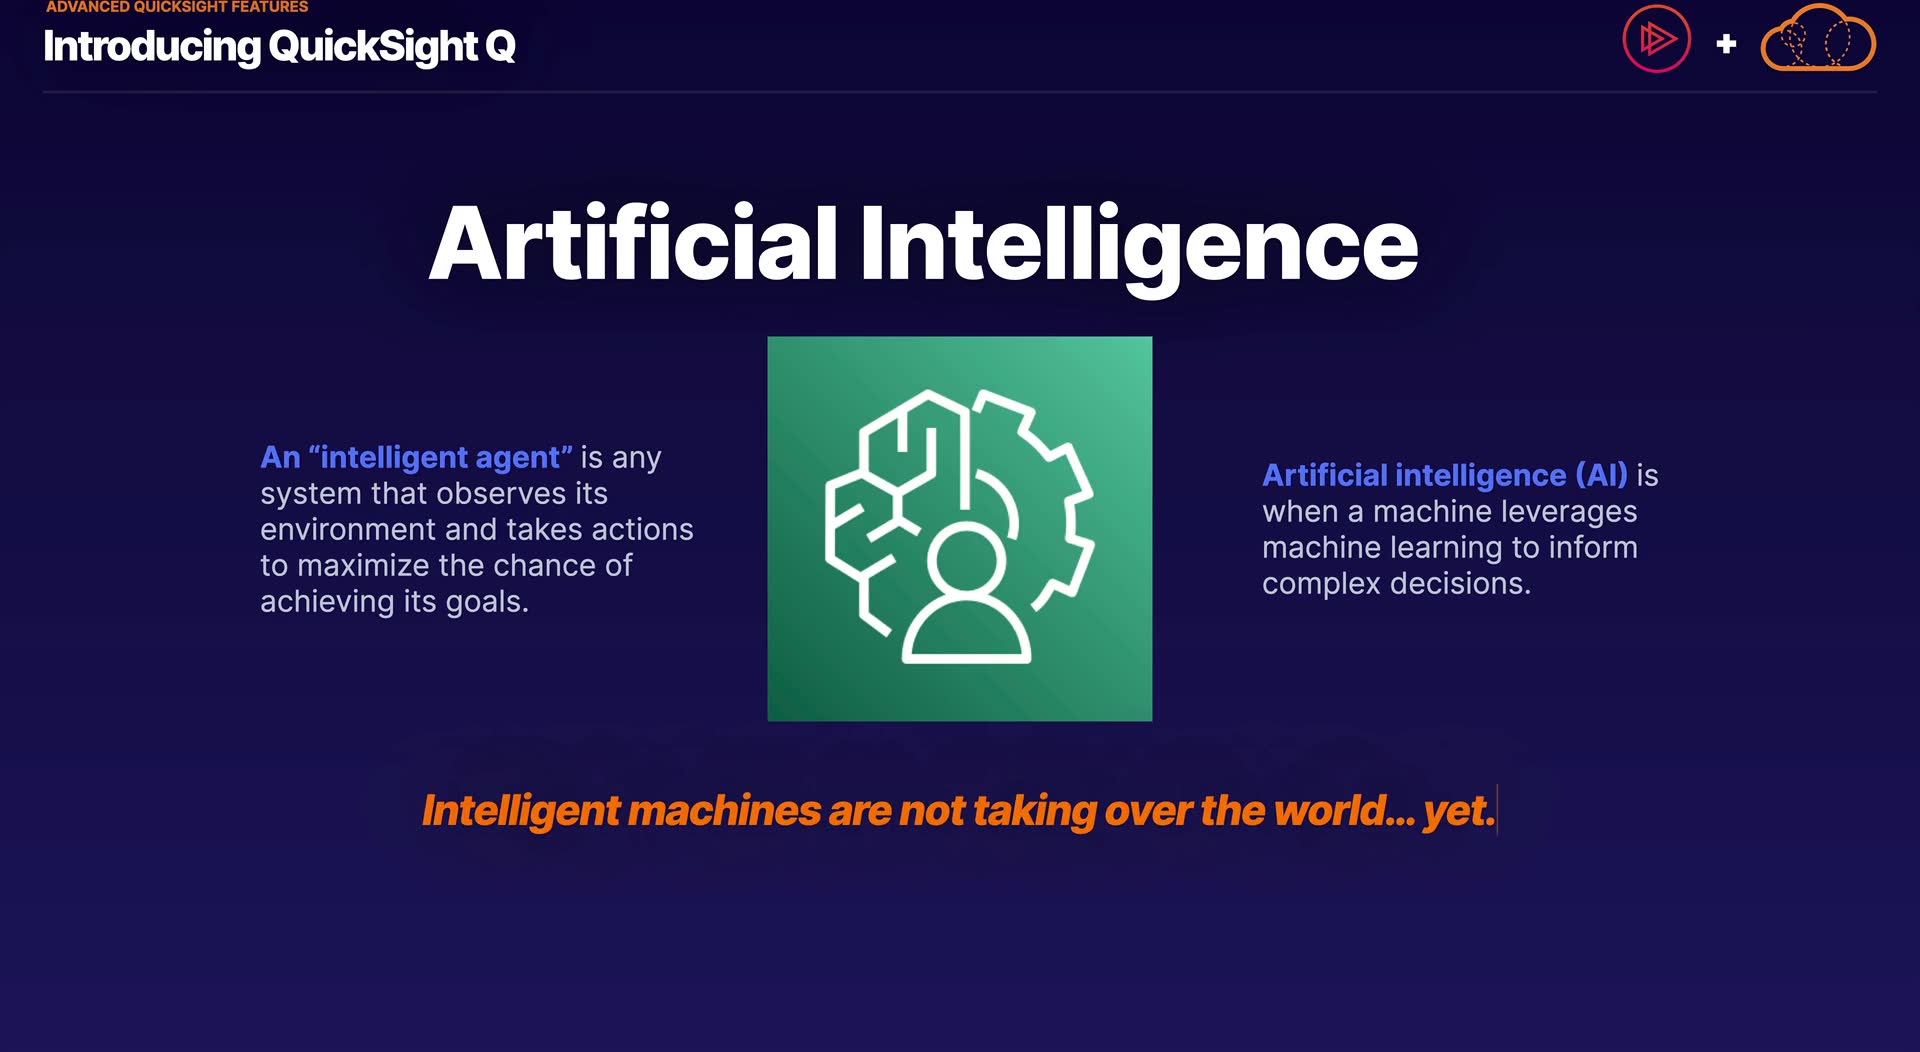 ADVANCED QUICKSIGHT FEATURES
Introducing QuickSight Q
+
Artificial Intelligence
An “intelligent agent” is any
system that observes its
environment and takes actions
to maximize the chance of
achieving its goals.
Artificial intelligence (AI) is
when a machine leverages
machine learning to inform
complex decisions.
Intelligent machines are not taking over the world... yet.